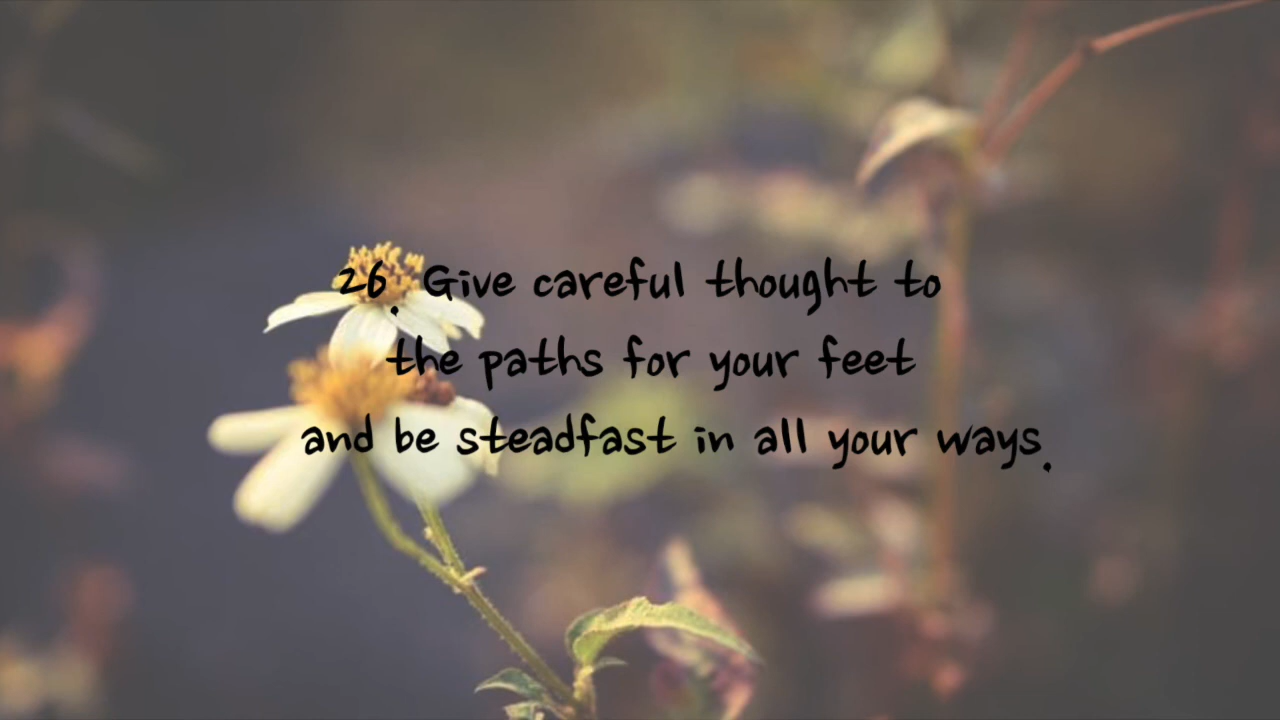 26. Give careful thought to
the paths for your feet
and be steadfast in all your ways.